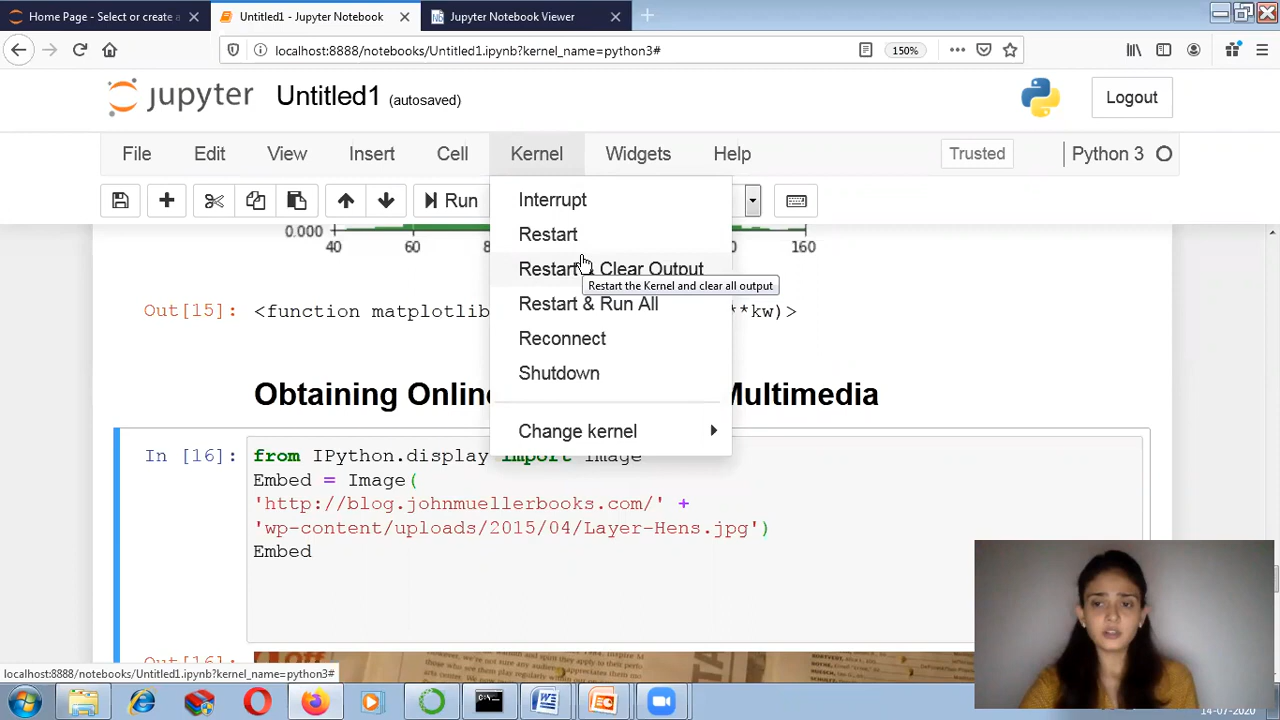 Home Page - Select or create a
Untitled1 - Jupyter Notebook
Jupyter Notebook Viewer
localhost:8888/notebooks/Untitled1.ipynb?kernel_name=python3#
150%
jupyter Untitled1 (autosaved)
Logout
File Edit View Insert Cell Kernel Widgets Help
Trusted
Python 3
Run
Interrupt
Restart
Restart & Clear Output
Restart the Kernel and clear all output
Restart & Run All
Reconnect
Shutdown
Change kernel
0.000
40 60 160
Out[15]: <function matplotlib **kw)>
Obtaining Online Multimedia
In [16]: from IPython.display import Image
Embed = Image(
'http://blog.johnmuellerbooks.com/' +
'wp-content/uploads/2015/04/Layer-Hens.jpg')
Embed
Out[16]:
localhost:8888/notebooks/Untitled1.ipynb?kernel_name=python3#
14-07-2020